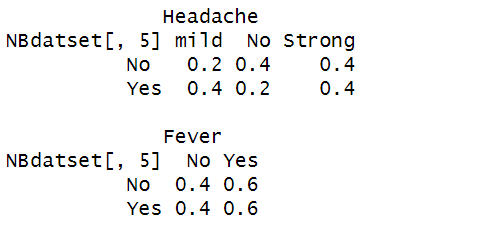 Headache
NBdatset[, 5] mild No Strong
No 0.2 0.4 0.4
Yes 0.4 0.2 0.4
Fever
NBdatset[, 5] No Yes
No 0.4 0.6
Yes 0.4 0.6